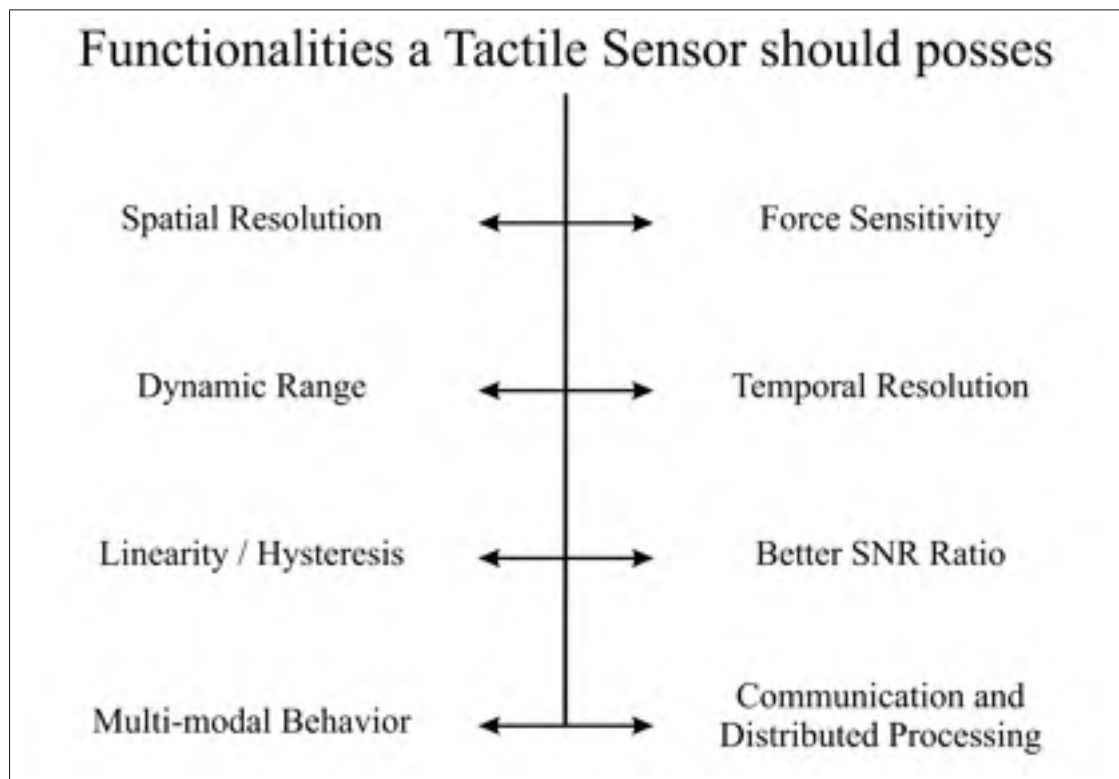 Functionalities a Tactile Sensor should posses
Spatial Resolution
Force Sensitivity
Dynamic Range
Temporal Resolution
Linearity / Hysteresis
Better SNR Ratio
Multi-modal Behavior
Communication and
Distributed Processing